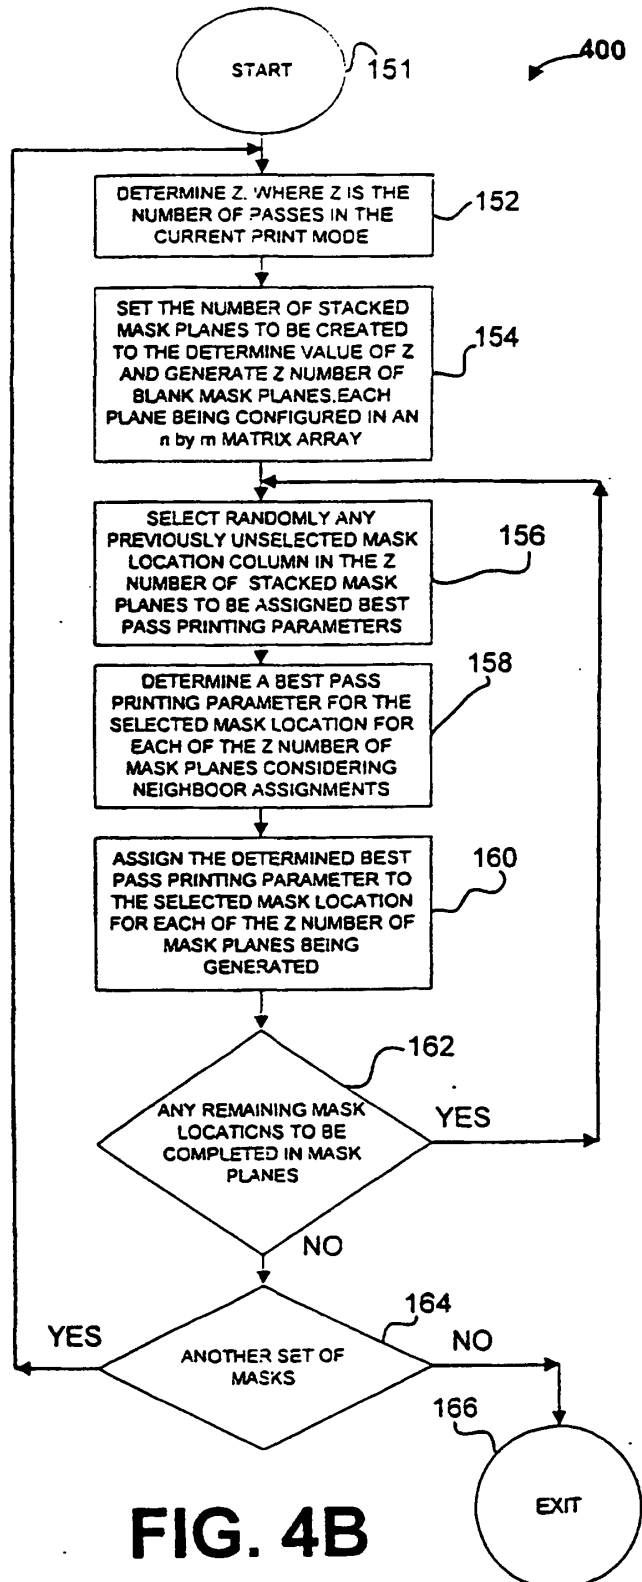 START
151
400
DETERMINE Z. WHERE Z IS THE
NUMBER OF PASSES IN THE
CURRENT PRINT MODE
152
SET THE NUMBER OF STACKED
MASK PLANES TO BE CREATED
TO THE DETERMINE VALUE OF Z
AND GENERATE Z NUMBER OF
BLANK MASK PLANES.EACH
PLANE BEING CONFIGURED IN AN
n by m MATRIX ARRAY
154
SELECT RANDOMLY ANY
PREVIOUSLY UNSELECTED MASK
LOCATION COLUMN IN THE Z
NUMBER OF STACKED MASK
PLANES TO BE ASSIGNED BEST
PASS PRINTING PARAMETERS
156
DETERMINE A BEST PASS
PRINTING PARAMETER FOR THE
SELECTED MASK LOCATION FOR
EACH OF THE Z NUMBER OF
MASK PLANES CONSIDERING
NEIGHBOOR ASSIGNMENTS
158
ASSIGN THE DETERMINED BEST
PASS PRINTING PARAMETER TO
THE SELECTED MASK LOCATION
FOR EACH OF THE Z NUMBER OF
MASK PLANES BEING
GENERATED
160
162
ANY REMAINING MASK
LOCATIONS TO BE
COMPLETED IN MASK
PLANES
YES
NO
164
YES
ANOTHER SET OF
MASKS
NO
166
EXIT
FIG. 4B